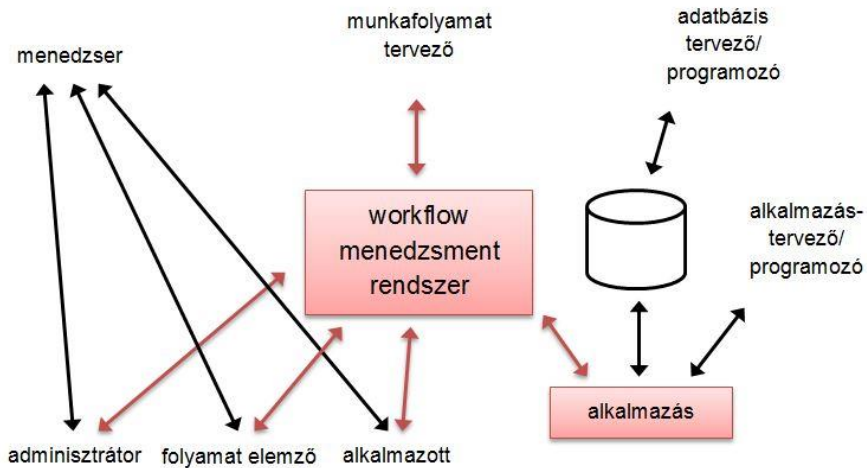 menedzser
munkafolyamat
tervező
adatbázis
tervező/
programozó
workflow
menedzsment
rendszer
alkalmazás-
tervező/
programozó
alkalmazás
adminisztrátor
folyamat elemző
alkalmazott